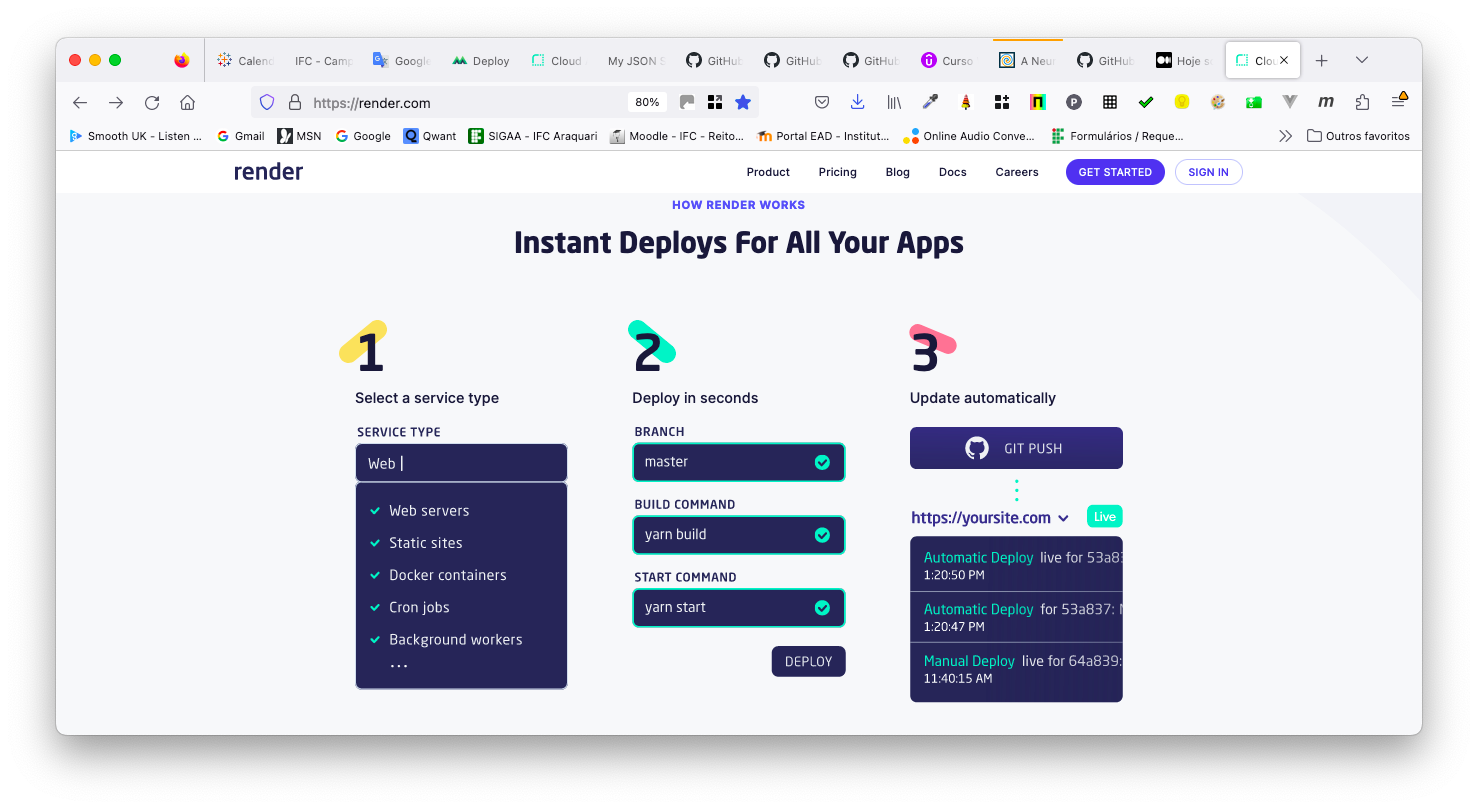 Calend
IFC - Camp
Google
Deploy
Cloud
My JSON S
GitHub
GitHub
GitHub
Curso
A Neur
GitHub
Hoje s
Clou
https://render.com
80%
Smooth UK - Listen ...
Gmail
MSN
Google
Qwant
SIGAA - IFC Araquari
Moodle - IFC - Reito...
Portal EAD - Institut...
Online Audio Conve...
Formulários / Reque...
Outros favoritos
render
Product
Pricing
Blog
Docs
Careers
GET STARTED
SIGN IN
HOW RENDER WORKS
Instant Deploys For All Your Apps
1
Select a service type
SERVICE TYPE
Web
Web servers
Static sites
Docker containers
Cron jobs
Background workers
...
2
Deploy in seconds
BRANCH
master
BUILD COMMAND
yarn build
START COMMAND
yarn start
DEPLOY
3
Update automatically
GIT PUSH
https://yoursite.com
Live
Automatic Deploy live for 53a83
1:20:50 PM
Automatic Deploy for 53a837:
1:20:47 PM
Manual Deploy live for 64a839:
11:40:15 AM